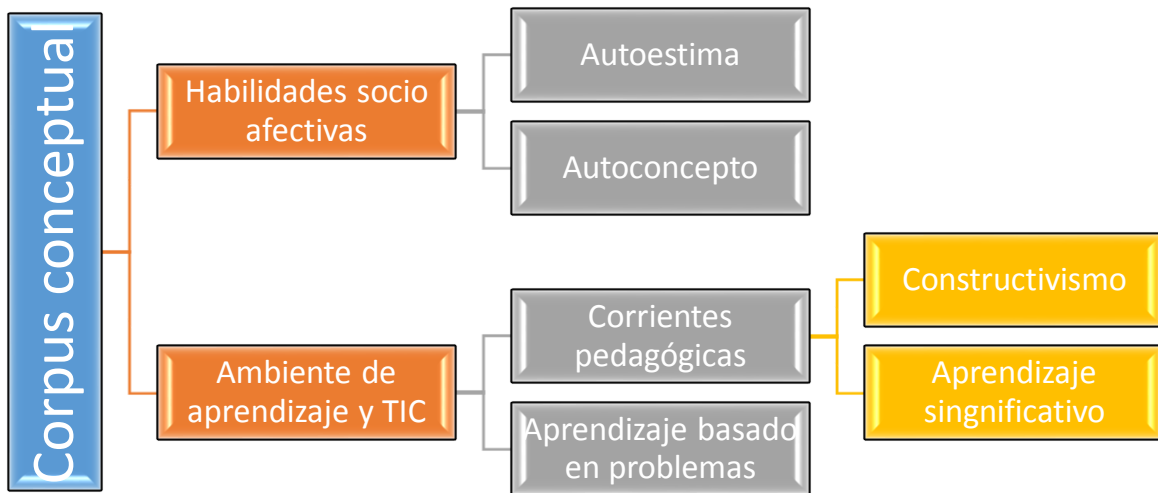 Corpus conceptual
Habilidades socio
afectivas
Autoestima
Autoconcepto
Ambiente de
aprendizaje y TIC
Corrientes
pedagógicas
Constructivismo
Aprendizaje
singnificativo
Aprendizaje basado
en problemas